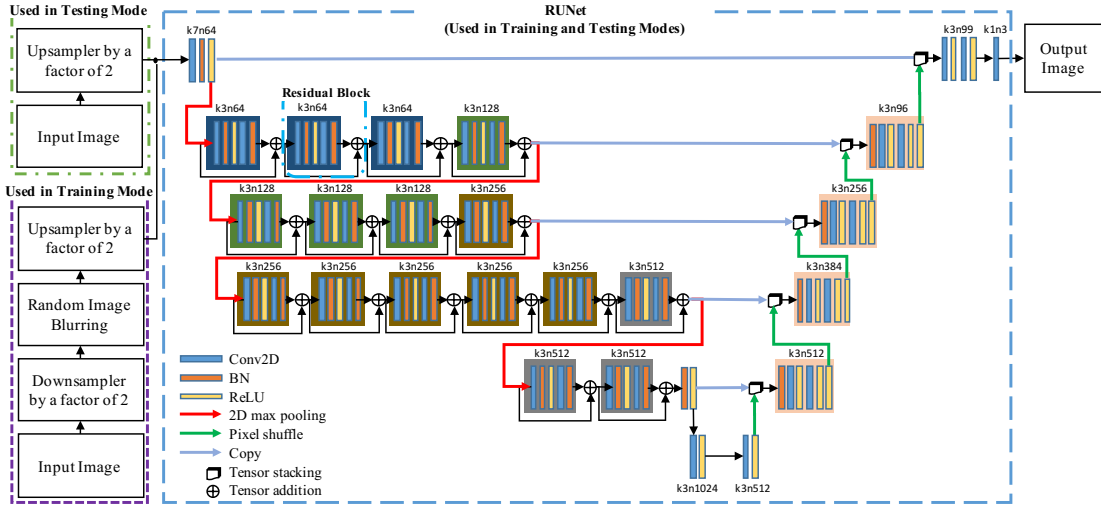 Used in Testing Mode
Upsampler by a
factor of 2
Input Image
Used in Training Mode
Upsampler by a
factor of 2
Random Image
Blurring
Downsampler
by a factor of 2
Input Image
RUNet
(Used in Training and Testing Modes)
k7n64
k3n99
k1n3
Output
Image
Residual Block
k3n64
k3n64
k3n64
k3n128
k3n96
k3n128
k3n128
k3n128
k3n256
k3n256
k3n256
k3n256
k3n256
k3n256
k3n256
k3n512
k3n384
k3n512
k3n512
k3n512
k3n1024
k3n512
Conv2D
BN
ReLU
2D max pooling
Pixel shuffle
Copy
Tensor stacking
Tensor addition